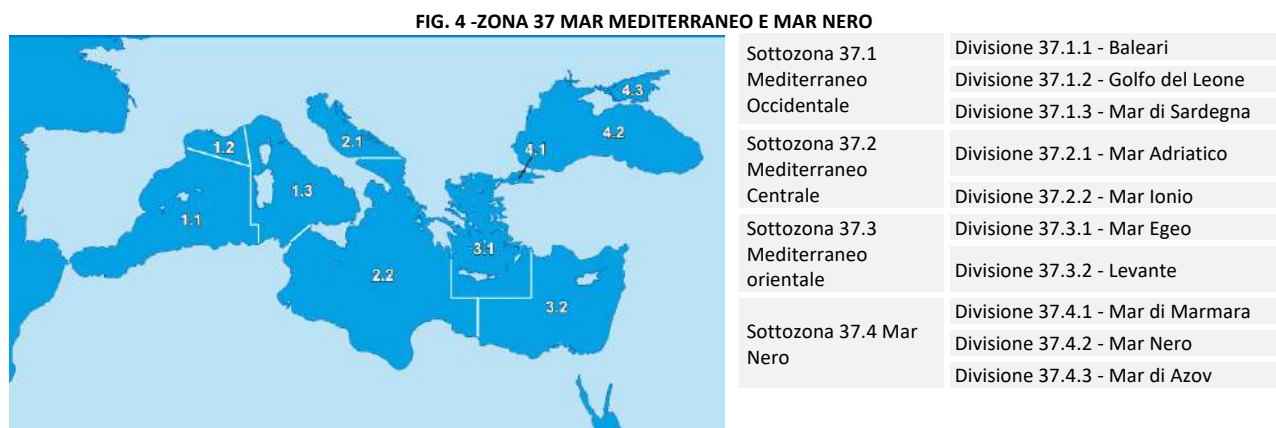 FIG. 4 -ZONA 37 MAR MEDITERRANEO E MAR NERO
4.3
4.2
2.1
1.2
4.1
1.3
1.1
3.1
2.2
3.2
Sottozona 37.1
Mediterraneo
Occidentale
Divisione 37.1.1 - Baleari
Divisione 37.1.2 - Golfo del Leone
Divisione 37.1.3 - Mar di Sardegna
Sottozona 37.2
Mediterraneo
Centrale
Divisione 37.2.1 - Mar Adriatico
Divisione 37.2.2 - Mar Ionio
Sottozona 37.3
Mediterraneo
orientale
Divisione 37.3.1 - Mar Egeo
Divisione 37.3.2 - Levante
Sottozona 37.4 Mar
Nero
Divisione 37.4.1 - Mar di Marmara
Divisione 37.4.2 - Mar Nero
Divisione 37.4.3 - Mar di Azov